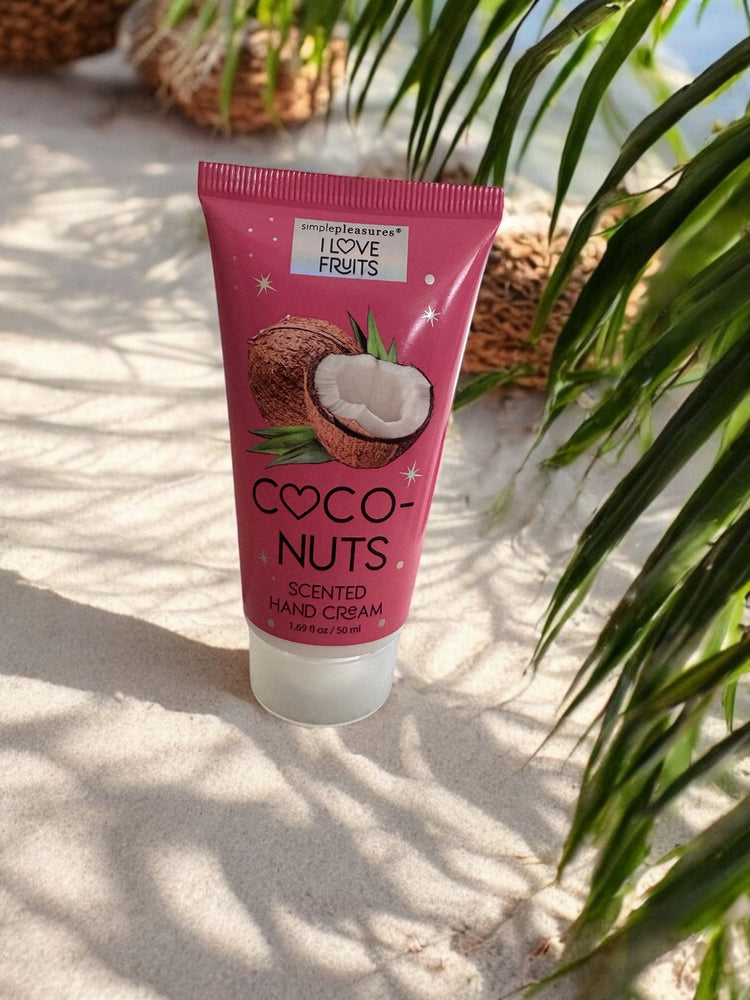 simplepleasures®
I LOVE
FRUITS
COCO-
NUTS
SCENTED
HAND CReAM
1.69 fl oz / 50 ml